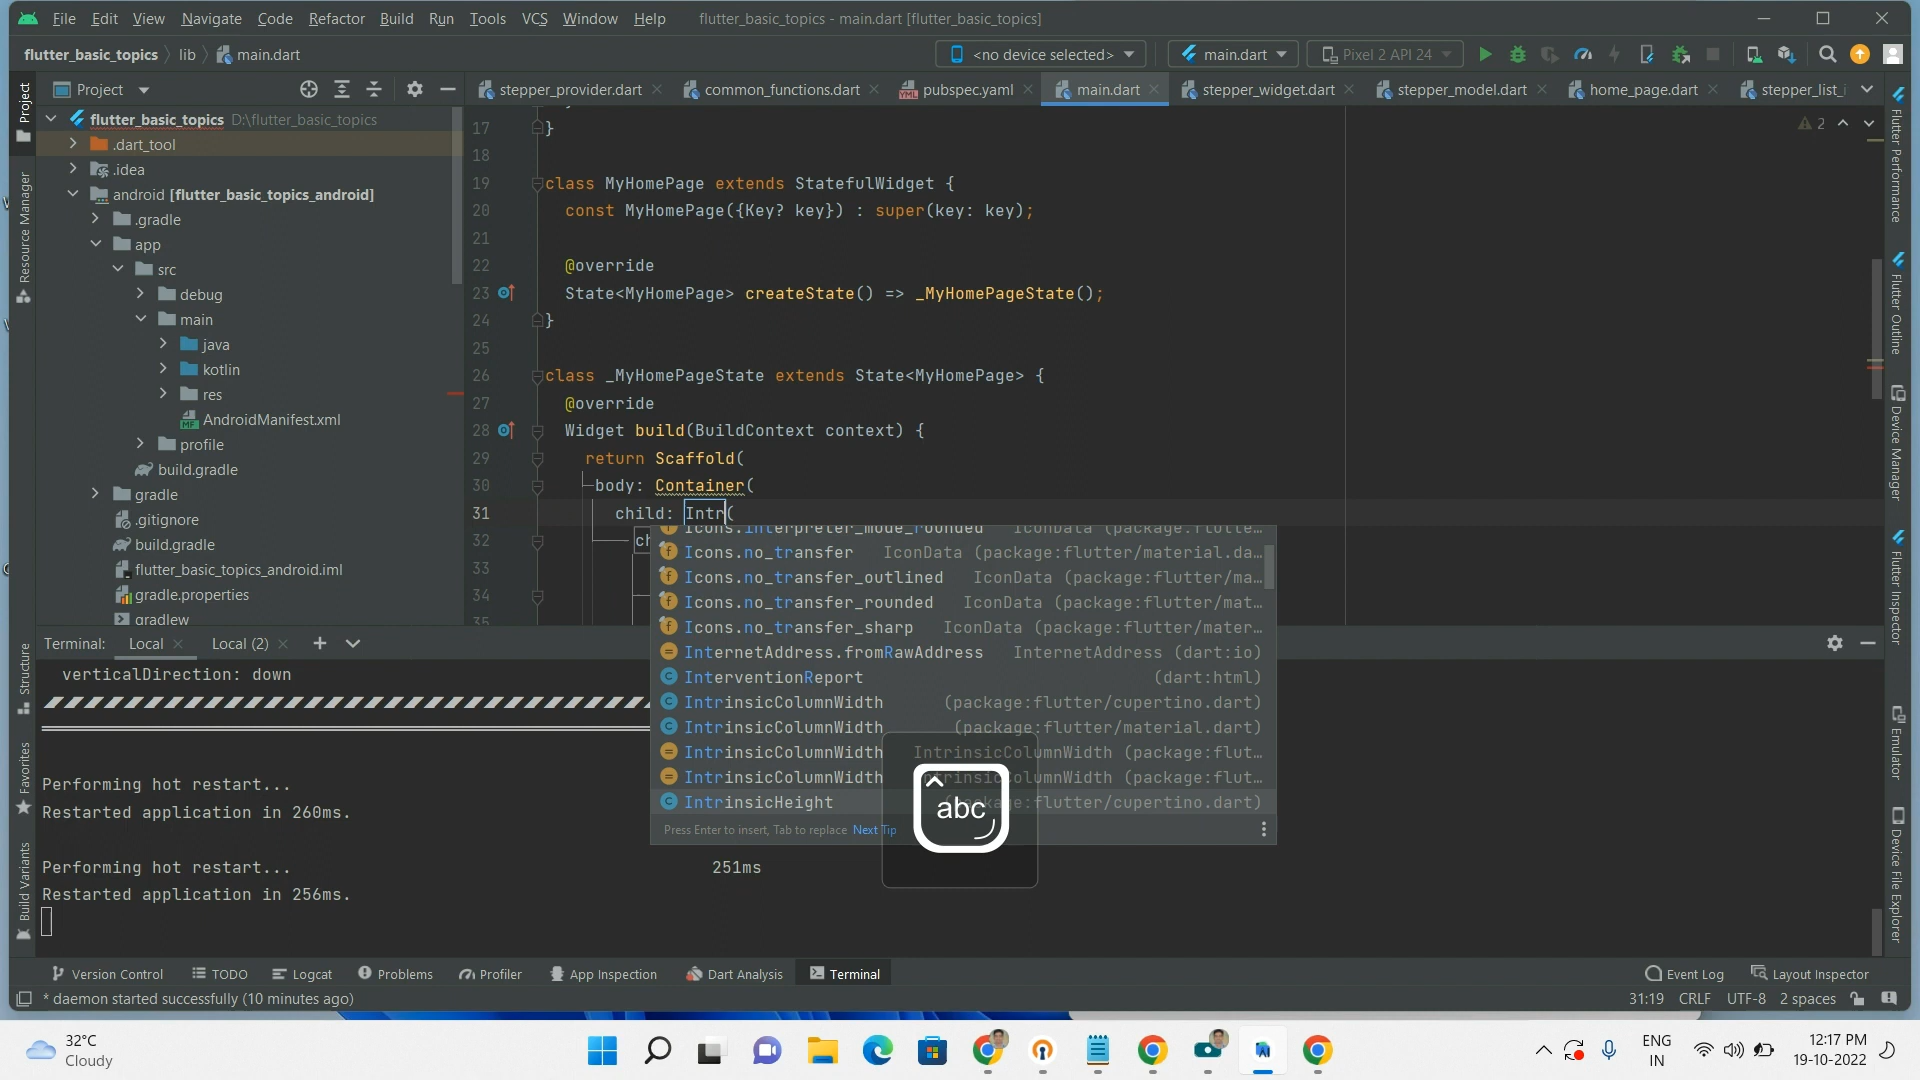 File Edit View Navigate Code Refactor Build Run Tools VCS Window Help flutter_basic_topics - main.dart [flutter_basic_topics]
flutter_basic_topics lib main.dart <no device selected> main.dart Pixel 2 API 24
Project stepper_provider.dart common_functions.dart pubspec.yaml main.dart stepper_widget.dart stepper_model.dart home_page.dart stepper_list_i
flutter_basic_topics D:\flutter_basic_topics
.dart_tool
.idea
android [flutter_basic_topics_android]
.gradle
app
src
debug
main
java
kotlin
res
AndroidManifest.xml
profile
build.gradle
gradle
.gitignore
build.gradle
flutter_basic_topics_android.iml
gradle.properties
gradlew
17 }
18
19 class MyHomePage extends StatefulWidget {
20 const MyHomePage({Key? key}) : super(key: key);
21
22 @override
23 State<MyHomePage> createState() => _MyHomePageState();
24 }
25
26 class _MyHomePageState extends State<MyHomePage> {
27 @override
28 Widget build(BuildContext context) {
29 return Scaffold(
30 body: Container(
31 child: Intr(
32 ch
33
34
35
2
Icons.interpreter_mode_rounded IconData (package:flutte…
Icons.no_transfer IconData (package:flutter/material.da…
Icons.no_transfer_outlined IconData (package:flutter/ma…
Icons.no_transfer_rounded IconData (package:flutter/mat…
Icons.no_transfer_sharp IconData (package:flutter/mater…
InternetAddress.fromRawAddress InternetAddress (dart:io)
InterventionReport (dart:html)
IntrinsicColumnWidth (package:flutter/cupertino.dart)
IntrinsicColumnWidth (package:flutter/material.dart)
IntrinsicColumnWidth IntrinsicColumnWidth (package:flut…
IntrinsicColumnWidth IntrinsicColumnWidth (package:flut…
IntrinsicHeight (package:flutter/cupertino.dart)
Press Enter to insert, Tab to replace Next Tip
abc
Terminal: Local Local (2)
verticalDirection: down
Performing hot restart...
Restarted application in 260ms.
Performing hot restart... 251ms
Restarted application in 256ms.
Project
Resource Manager
Structure
Favorites
Build Variants
Flutter Performance
Flutter Outline
Device Manager
Flutter Inspector
Emulator
Device File Explorer
Version Control TODO Logcat Problems Profiler App Inspection Dart Analysis Terminal Event Log Layout Inspector
* daemon started successfully (10 minutes ago) 31:19 CRLF UTF-8 2 spaces
32°C
Cloudy
ENG
IN
12:17 PM
19-10-2022